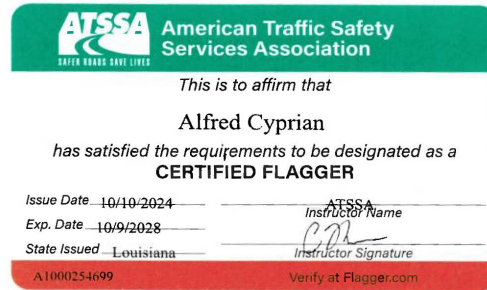 ATSSA
SAFER ROADS SAVE LIVES
American Traffic Safety
Services Association
This is to affirm that
Alfred Cyprian
has satisfied the requirements to be designated as a
CERTIFIED FLAGGER
Issue Date 10/10/2024
ATSSA
Instructor Name
Exp. Date 10/9/2028
State Issued Louisiana
Instructor Signature
A1000254699
Verify at Flagger.com